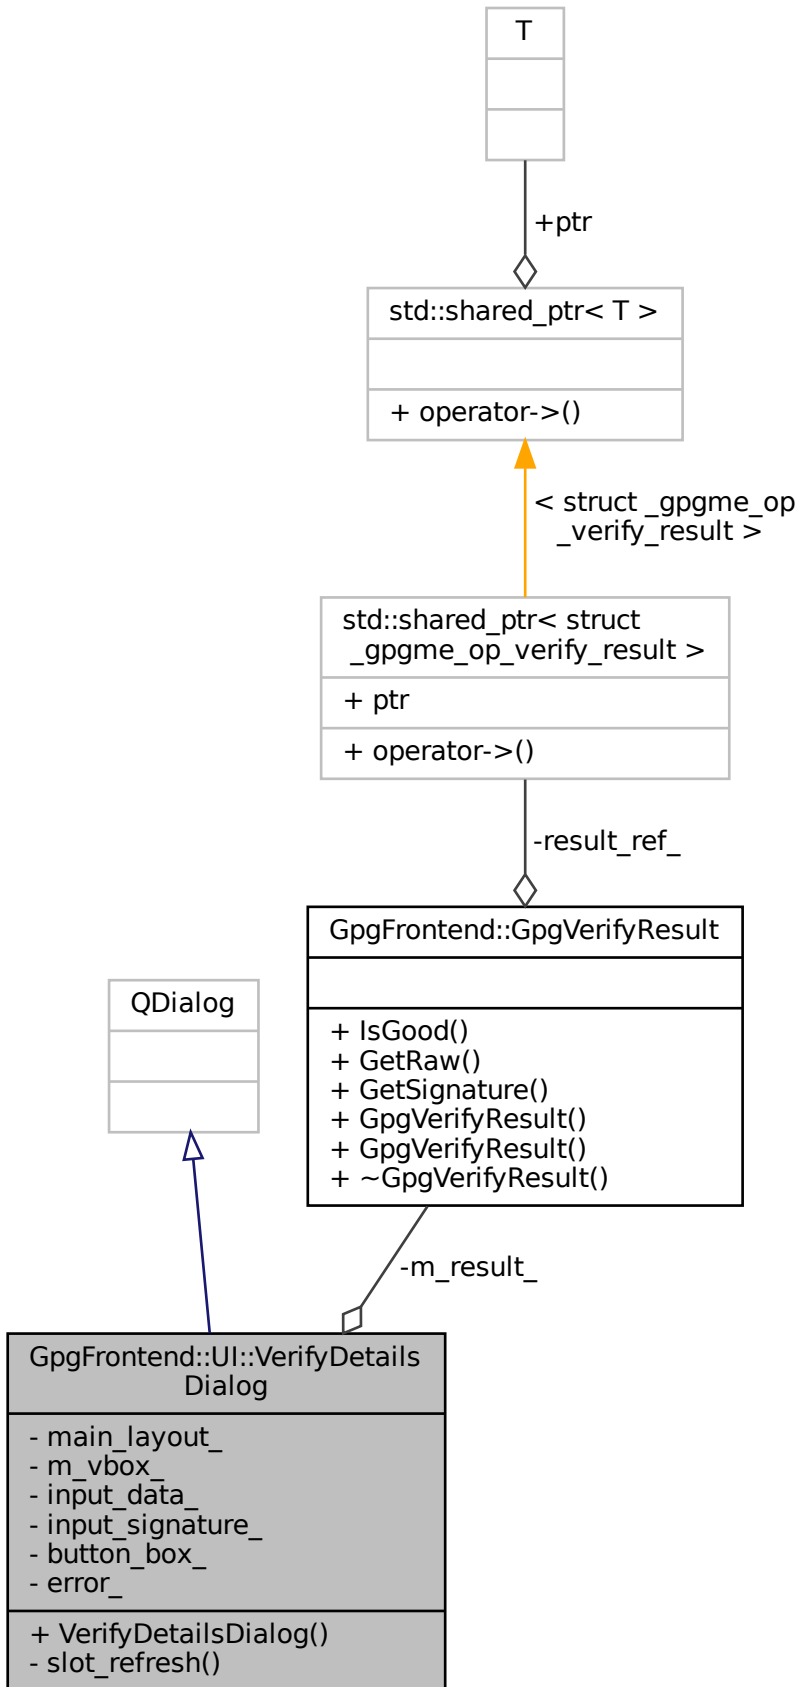 T
+ptr
std::shared_ptr< T >
+ operator->()
< struct _gpgme_op
_verify_result >
std::shared_ptr< struct
_gpgme_op_verify_result >
+ ptr
+ operator->()
-result_ref_
GpgFrontend::GpgVerifyResult
+ IsGood()
+ GetRaw()
+ GetSignature()
+ GpgVerifyResult()
+ GpgVerifyResult()
+ ~GpgVerifyResult()
QDialog
-m_result_
GpgFrontend::UI::VerifyDetails
Dialog
- main_layout_
- m_vbox_
- input_data_
- input_signature_
- button_box_
- error_
+ VerifyDetailsDialog()
- slot_refresh()